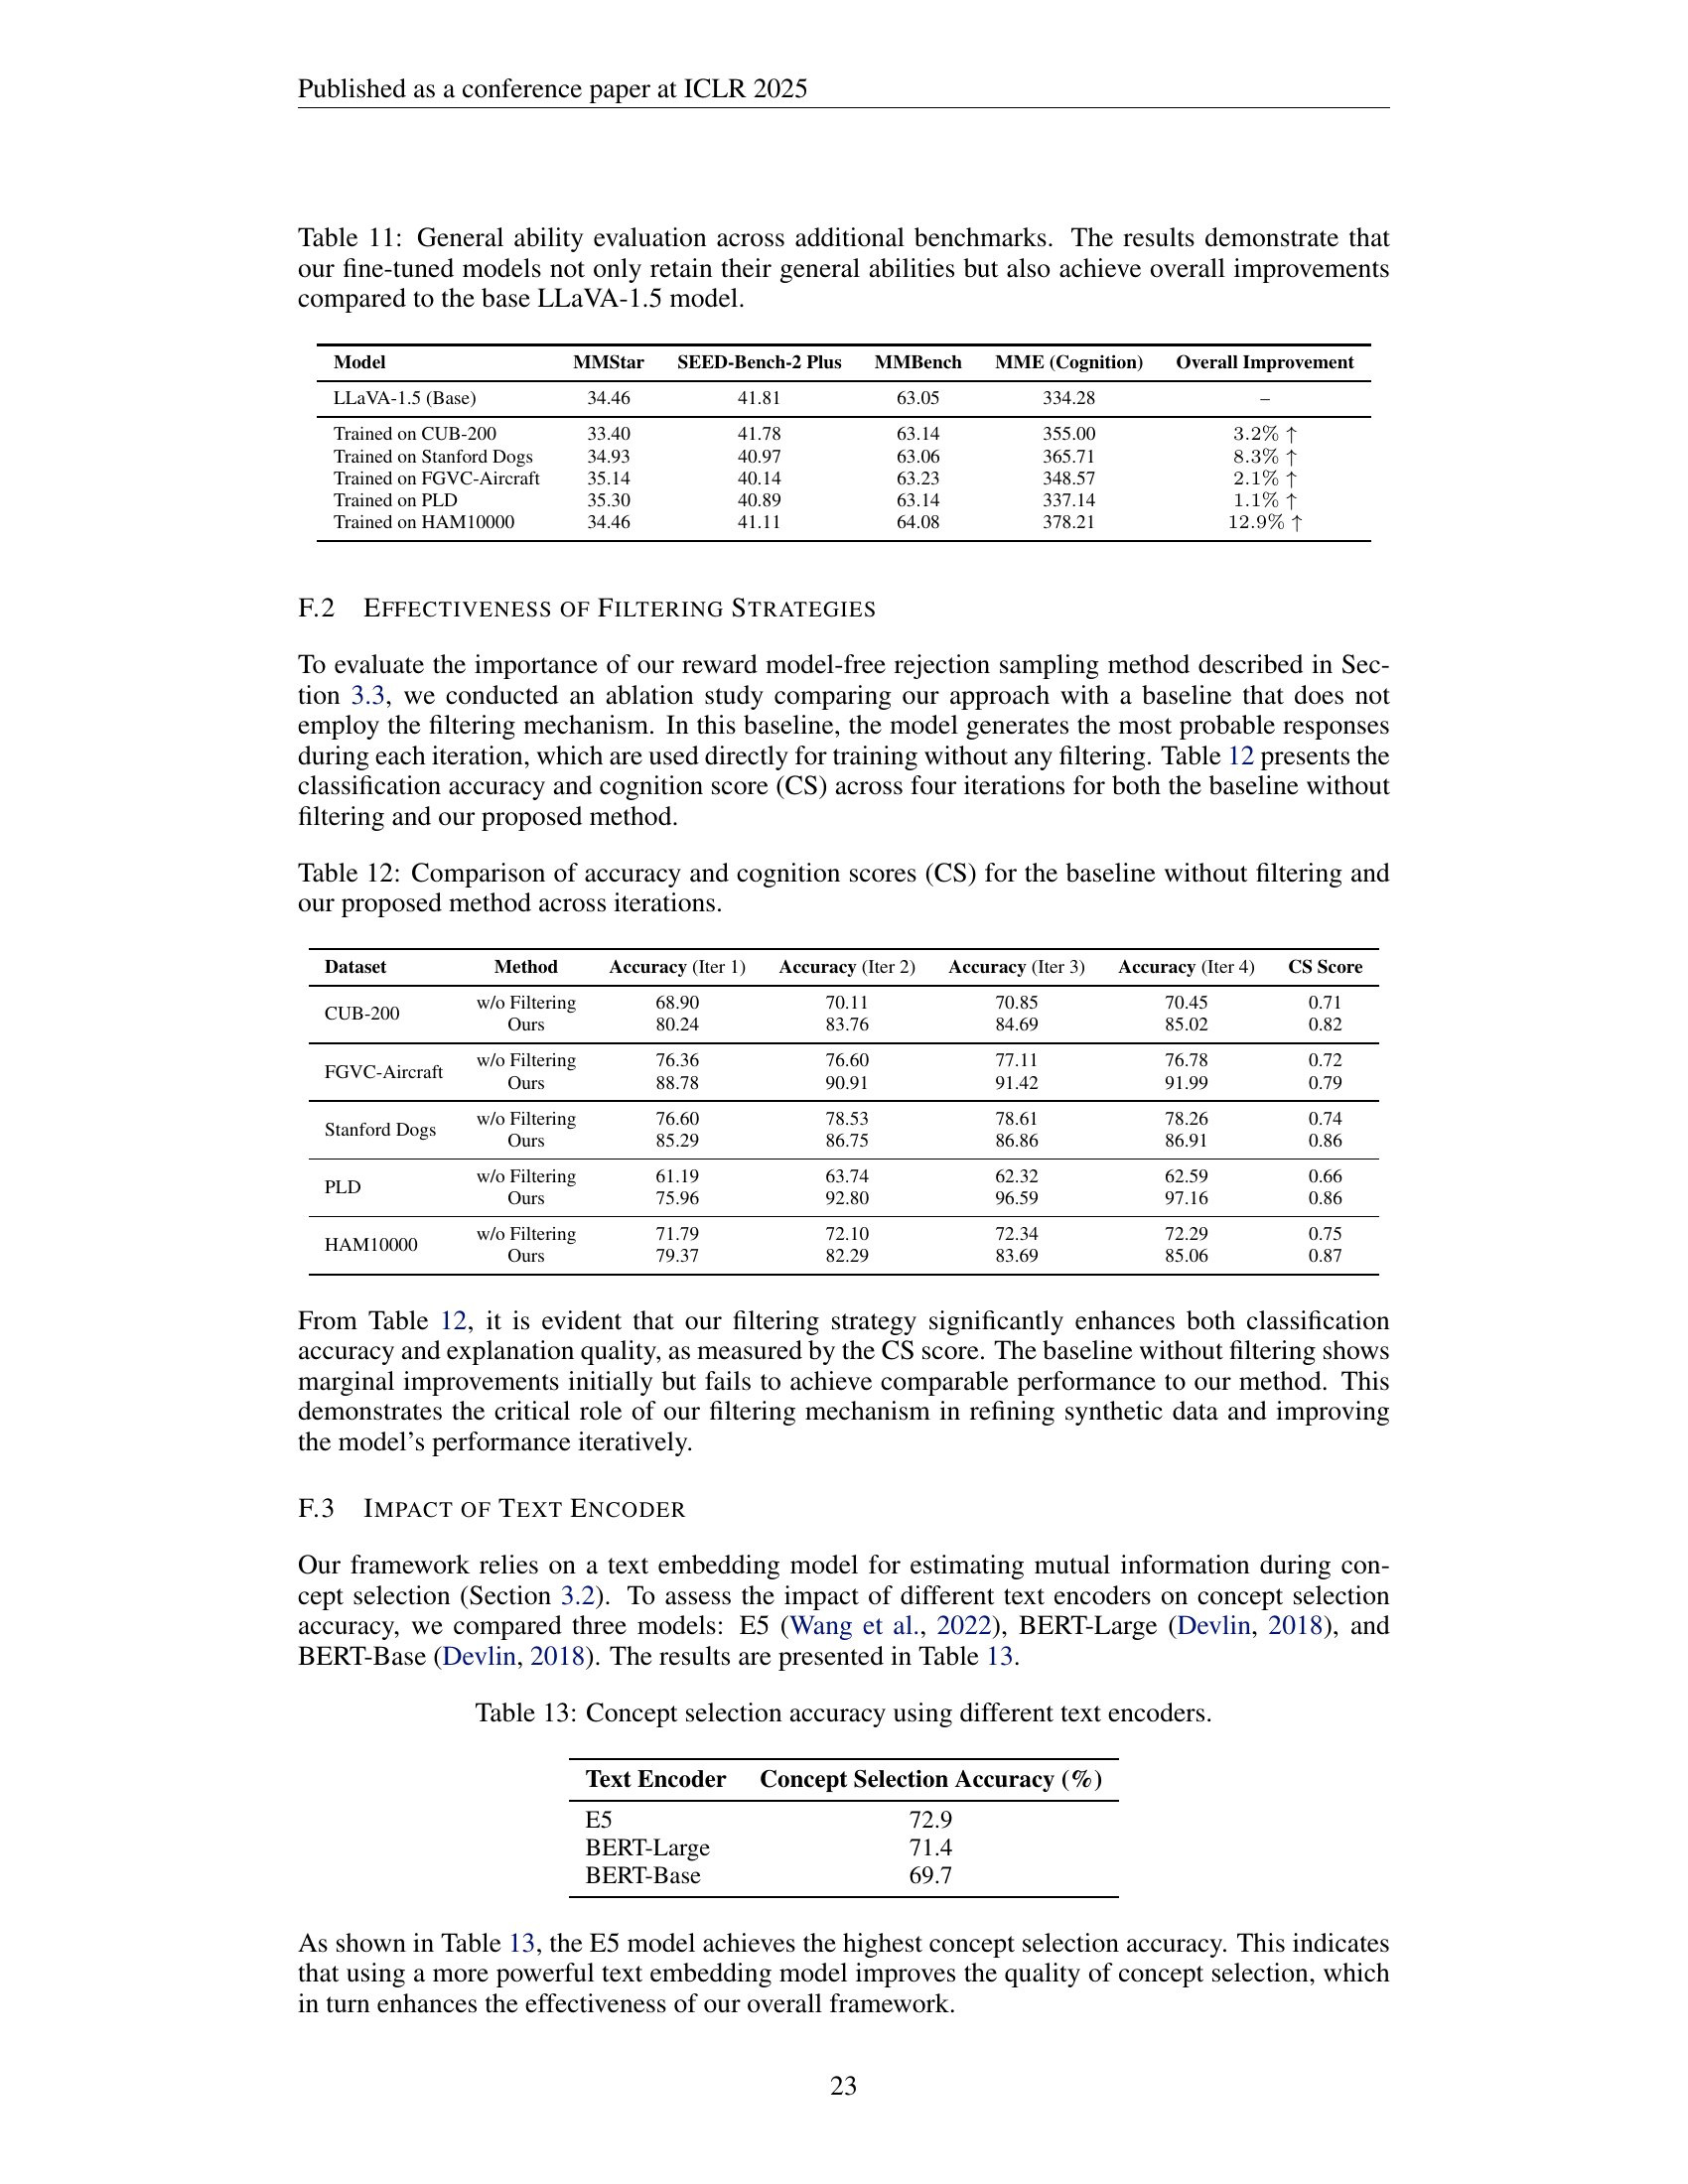 Published as a conference paper at ICLR 2025
Table 11: General ability evaluation across additional benchmarks. The results demonstrate that
our fine-tuned models not only retain their general abilities but also achieve overall improvements
compared to the base LLaVA-1.5 model.
Model MMStar SEED-Bench-2 Plus MMBench MME (Cognition) Overall Improvement
LLaVA-1.5 (Base) 34.46 41.81 63.05 334.28 –
Trained on CUB-200 33.40 41.78 63.14 355.00 3.2% ↑
Trained on Stanford Dogs 34.93 40.97 63.06 365.71 8.3% ↑
Trained on FGVC-Aircraft 35.14 40.14 63.23 348.57 2.1% ↑
Trained on PLD 35.30 40.89 63.14 337.14 1.1% ↑
Trained on HAM10000 34.46 41.11 64.08 378.21 12.9% ↑
F.2 EFFECTIVENESS OF FILTERING STRATEGIES
To evaluate the importance of our reward model-free rejection sampling method described in Sec-
tion 3.3, we conducted an ablation study comparing our approach with a baseline that does not
employ the filtering mechanism. In this baseline, the model generates the most probable responses
during each iteration, which are used directly for training without any filtering. Table 12 presents the
classification accuracy and cognition score (CS) across four iterations for both the baseline without
filtering and our proposed method.
Table 12: Comparison of accuracy and cognition scores (CS) for the baseline without filtering and
our proposed method across iterations.
Dataset Method Accuracy (Iter 1) Accuracy (Iter 2) Accuracy (Iter 3) Accuracy (Iter 4) CS Score
CUB-200
w/o Filtering 68.90 70.11 70.85 70.45 0.71
Ours 80.24 83.76 84.69 85.02 0.82
FGVC-Aircraft
w/o Filtering 76.36 76.60 77.11 76.78 0.72
Ours 88.78 90.91 91.42 91.99 0.79
Stanford Dogs
w/o Filtering 76.60 78.53 78.61 78.26 0.74
Ours 85.29 86.75 86.86 86.91 0.86
PLD
w/o Filtering 61.19 63.74 62.32 62.59 0.66
Ours 75.96 92.80 96.59 97.16 0.86
HAM10000
w/o Filtering 71.79 72.10 72.34 72.29 0.75
Ours 79.37 82.29 83.69 85.06 0.87
From Table 12, it is evident that our filtering strategy significantly enhances both classification
accuracy and explanation quality, as measured by the CS score. The baseline without filtering shows
marginal improvements initially but fails to achieve comparable performance to our method. This
demonstrates the critical role of our filtering mechanism in refining synthetic data and improving
the model's performance iteratively.
F.3 IMPACT OF TEXT ENCODER
Our framework relies on a text embedding model for estimating mutual information during con-
cept selection (Section 3.2). To assess the impact of different text encoders on concept selection
accuracy, we compared three models: E5 (Wang et al., 2022), BERT-Large (Devlin, 2018), and
BERT-Base (Devlin, 2018). The results are presented in Table 13.
Table 13: Concept selection accuracy using different text encoders.
Text Encoder Concept Selection Accuracy (%)
E5 72.9
BERT-Large 71.4
BERT-Base 69.7
As shown in Table 13, the E5 model achieves the highest concept selection accuracy. This indicates
that using a more powerful text embedding model improves the quality of concept selection, which
in turn enhances the effectiveness of our overall framework.
23